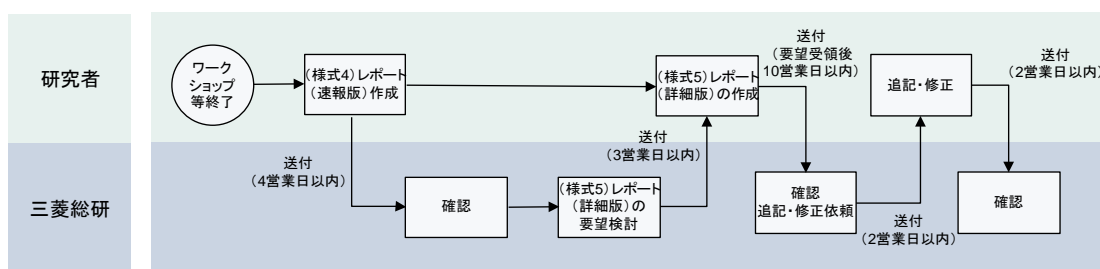 研究者
ワーク
ショップ
等終了
(様式4)レポート
(速報版)作成
(様式5)レポート
(詳細版)の作成
送付
(要望受領後
10営業日以内)
追記・修正
送付
(2営業日以内)
送付
(4営業日以内)
送付
(3営業日以内)
三菱総研
確認
(様式5)レポート
(詳細版)の
要望検討
確認
追記・修正依頼
送付
(2営業日以内)
確認